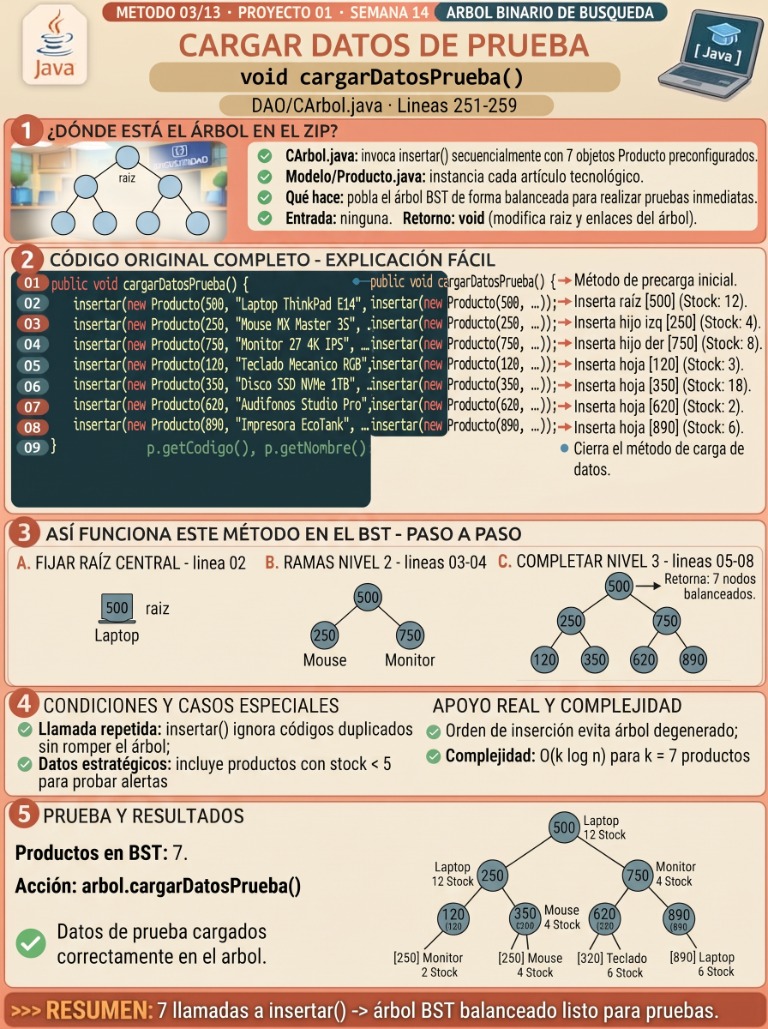 METODO 03/13 · PROYECTO 01 · SEMANA 14 ARBOL BINARIO DE BUSQUEDA
Java
CARGAR DATOS DE PRUEBA
[ Java ]
void cargarDatosPrueba()
DAO/CArbol.java · Lineas 251-259
1 ¿DÓNDE ESTÁ EL ÁRBOL EN EL ZIP?
raiz
CArbol.java: invoca insertar() secuencialmente con 7 objetos Producto preconfigurados.
Modelo/Producto.java: instancia cada artículo tecnológico.
Qué hace: pobla el árbol BST de forma balanceada para realizar pruebas inmediatas.
Entrada: ninguna. Retorno: void (modifica raiz y enlaces del árbol).
2 CÓDIGO ORIGINAL COMPLETO - EXPLICACIÓN FÁCIL
01 public void cargarDatosPrueba() { public void cargarDatosPrueba() { Método de precarga inicial.
02 insertar(new Producto(500, "Laptop ThinkPad E14", insertar(new Producto(500, …)); Inserta raíz [500] (Stock: 12).
03 insertar(new Producto(250, "Mouse MX Master 3S", …insertar(new Producto(250, …)); Inserta hijo izq [250] (Stock: 4).
04 insertar(new Producto(750, "Monitor 27 4K IPS", …insertar(new Producto(750, …)); Inserta hijo der [750] (Stock: 8).
05 insertar(new Producto(120, "Teclado Mecanico RGB", insertar(new Producto(120, …)); Inserta hoja [120] (Stock: 3).
06 insertar(new Producto(350, "Disco SSD NVMe 1TB", …insertar(new Producto(350, …)); Inserta hoja [350] (Stock: 18).
07 insertar(new Producto(620, "Audifonos Studio Pro", insertar(new Producto(620, …)); Inserta hoja [620] (Stock: 2).
08 insertar(new Producto(890, "Impresora EcoTank", …insertar(new Producto(890, …)); Inserta hoja [890] (Stock: 6).
09 } p.getCodigo(), p.getNombre() Cierra el método de carga de
datos.
3 ASÍ FUNCIONA ESTE MÉTODO EN EL BST - PASO A PASO
A. FIJAR RAÍZ CENTRAL - linea 02
500 raiz
Laptop
B. RAMAS NIVEL 2 - lineas 03-04
500
250 750
Mouse Monitor
C. COMPLETAR NIVEL 3 - lineas 05-08
500 Retorna: 7 nodos
balanceados.
250 750
120 350 620 890
4 CONDICIONES Y CASOS ESPECIALES
Llamada repetida: insertar() ignora códigos duplicados
sin romper el árbol;
Datos estratégicos: incluye productos con stock < 5
para probar alertas
APOYO REAL Y COMPLEJIDAD
Orden de inserción evita árbol degenerado;
Complejidad: O(k log n) para k = 7 productos
5 PRUEBA Y RESULTADOS
Productos en BST: 7.
Acción: arbol.cargarDatosPrueba()
Datos de prueba cargados
correctamente en el arbol.
500 Laptop
12 Stock
Laptop
12 Stock 250
750 Monitor
4 Stock
120
350 Mouse
4 Stock
620
890
[250] Monitor
2 Stock
[250] Mouse
4 Stock
[320] Teclado
6 Stock
[890] Laptop
6 Stock
>>> RESUMEN: 7 llamadas a insertar() -> árbol BST balanceado listo para pruebas.